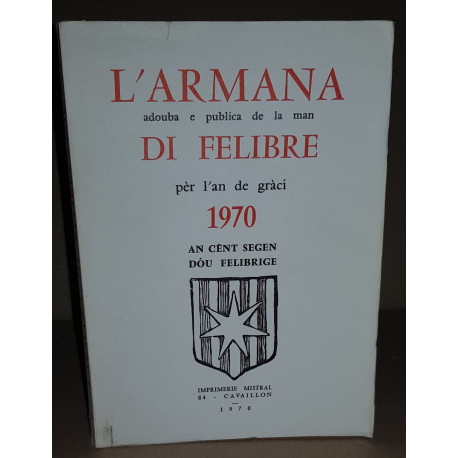 L'ARMANA
adouba e publica de la man
DI FELIBRE
pèr l'an de gràci
1970
AN CÈNT SEGEN
DÓU FELIBRIGE
IMPRIMERIE MISTRAL
84 - CAVAILLON
—
1970